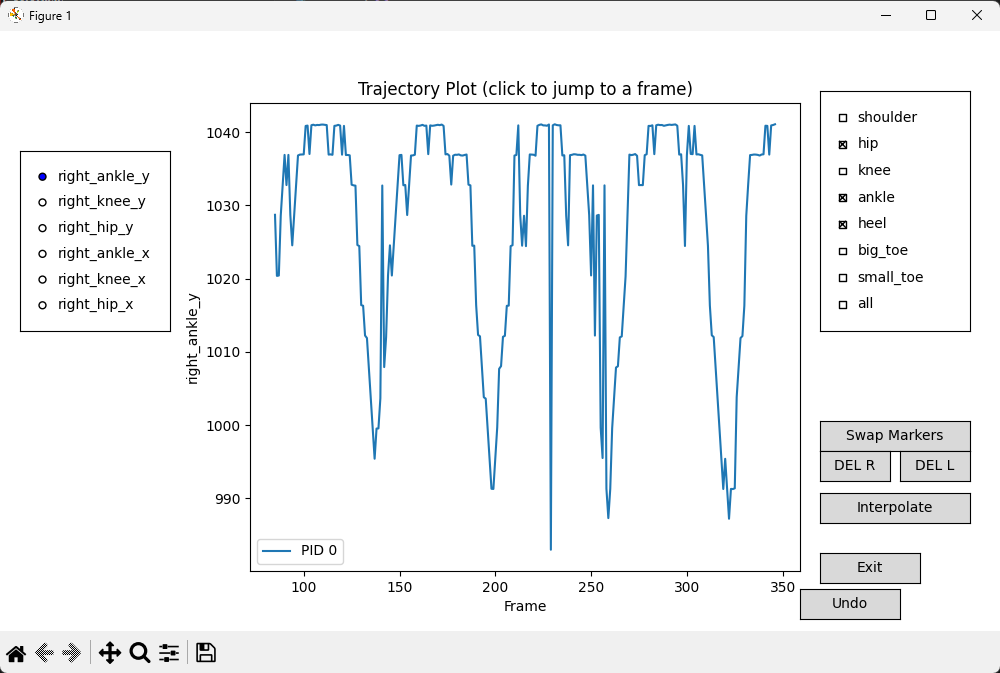 Figure 1
Trajectory Plot (click to jump to a frame)
right_ankle_y
right_knee_y
right_hip_y
right_ankle_x
right_knee_x
right_hip_x
right_ankle_y
1040
1030
1020
1010
1000
990
PID 0
100 150 200 250 300 350
Frame
shoulder
hip
knee
ankle
heel
big_toe
small_toe
all
Swap Markers
DEL R DEL L
Interpolate
Exit
Undo